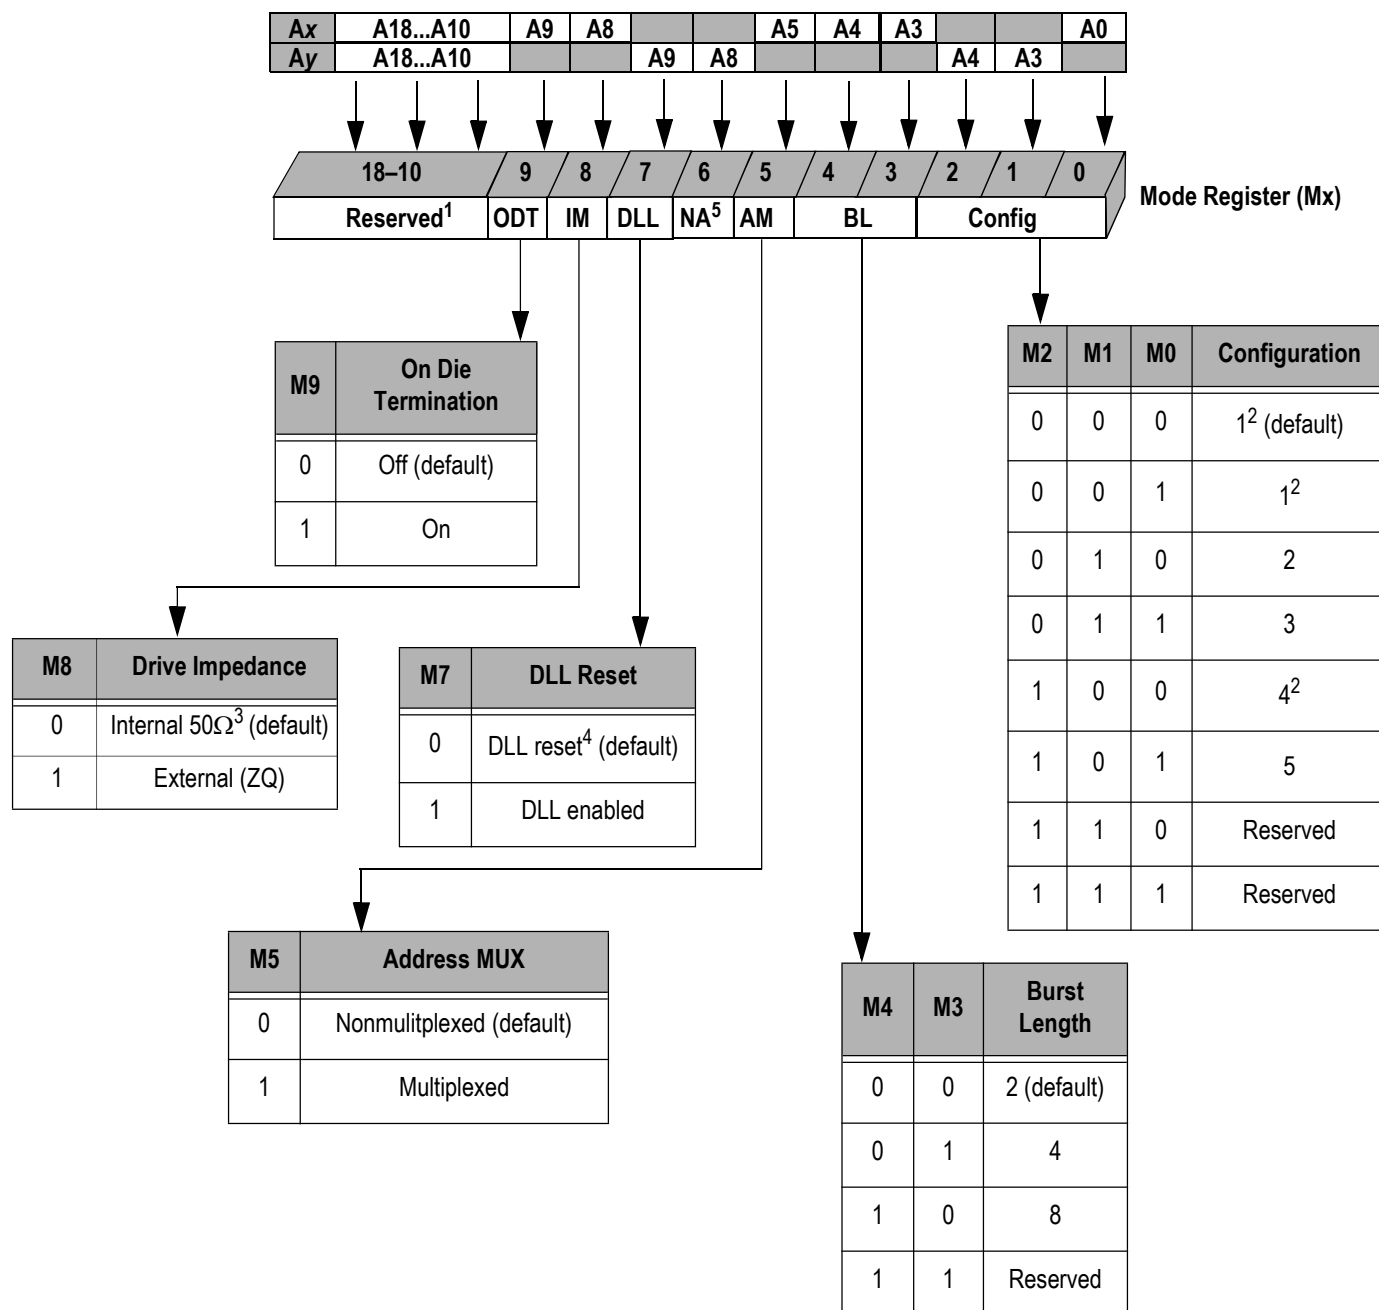 Ax A18...A10 A9 A8 A5 A4 A3 A0
Ay A18...A10 A9 A8 A4 A3
18–10 9 8 7 6 5 4 3 2 1 0
Mode Register (Mx)
Reserved1 ODT IM DLL NA5 AM BL Config
M9 On Die Termination
0 Off (default)
1 On
M2 M1 M0 Configuration
0 0 0 12 (default)
0 0 1 12
0 1 0 2
0 1 1 3
1 0 0 42
1 0 1 5
1 1 0 Reserved
1 1 1 Reserved
M8 Drive Impedance
0 Internal 50Ω3 (default)
1 External (ZQ)
M7 DLL Reset
0 DLL reset4 (default)
1 DLL enabled
M5 Address MUX
0 Nonmulitplexed (default)
1 Multiplexed
M4 M3 Burst Length
0 0 2 (default)
0 1 4
1 0 8
1 1 Reserved